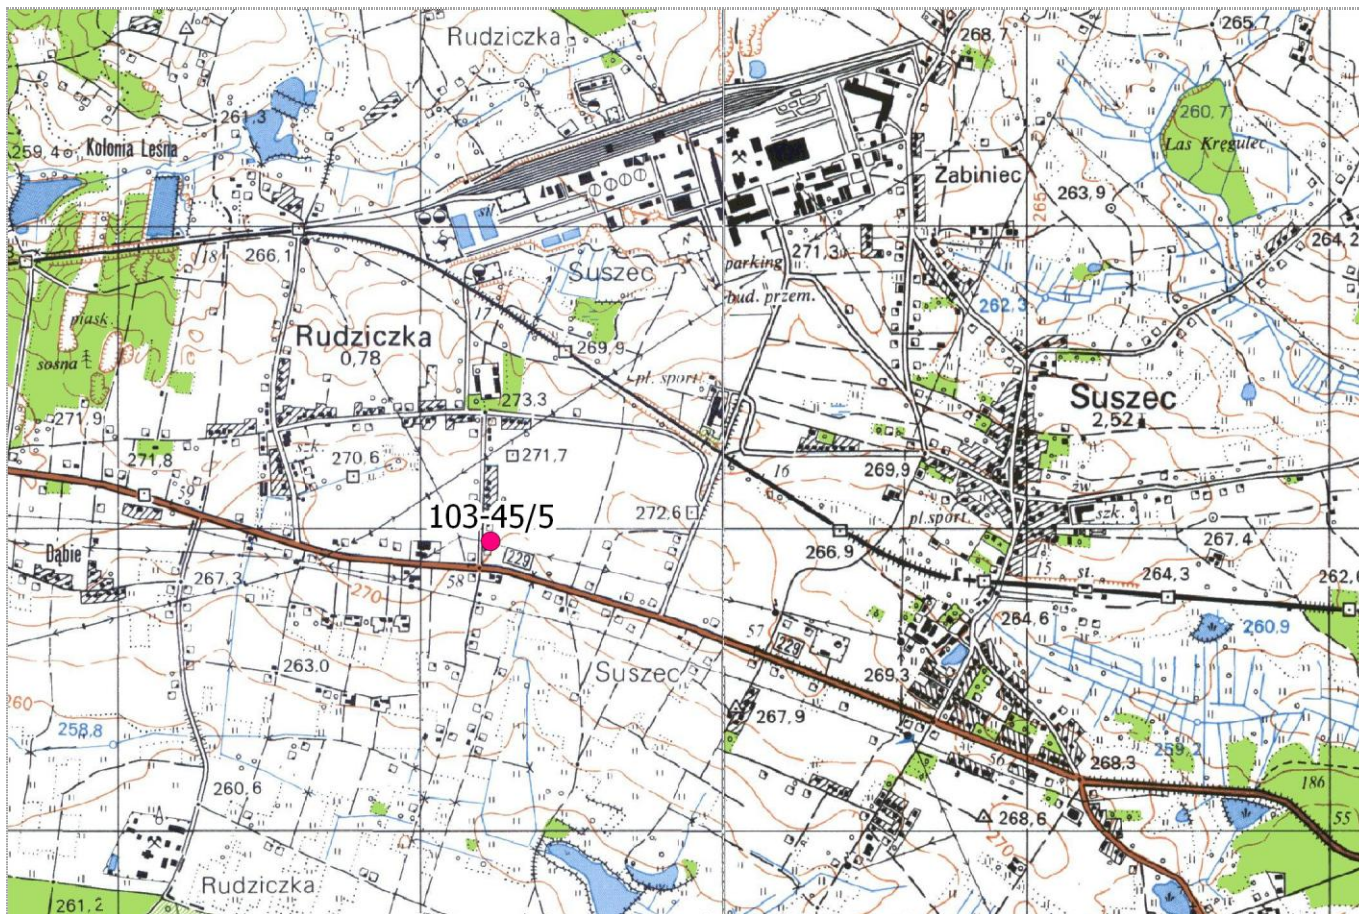 265,7
268,7
Rudziczka
261,3
260,7
Kolonia Leśna
259,4
Las Kręgulec
Żabiniec
263,9
265
st.
264,2
18
266,1
271,3
Suszec
parking
bud. przem.
262,3
17
piask.
Rudziczka
0,78
269,9
sosna
pl. sport.
Suszec
2,52
273,3
271,9
271,8
szk.
270,6
271,7
16
269,9
59
zw
103-45/5
272,6
pl. sport.
szk.
267,4
Dąbie
229
266,9
58
15
st.
264,3
267,3
270
262,0
264,6
260,9
57
229
263,0
Suszec
269,3
260
267,9
258,8
259,2
56
268,3
186
260,6
268,6
270
55
Rudziczka
261,2